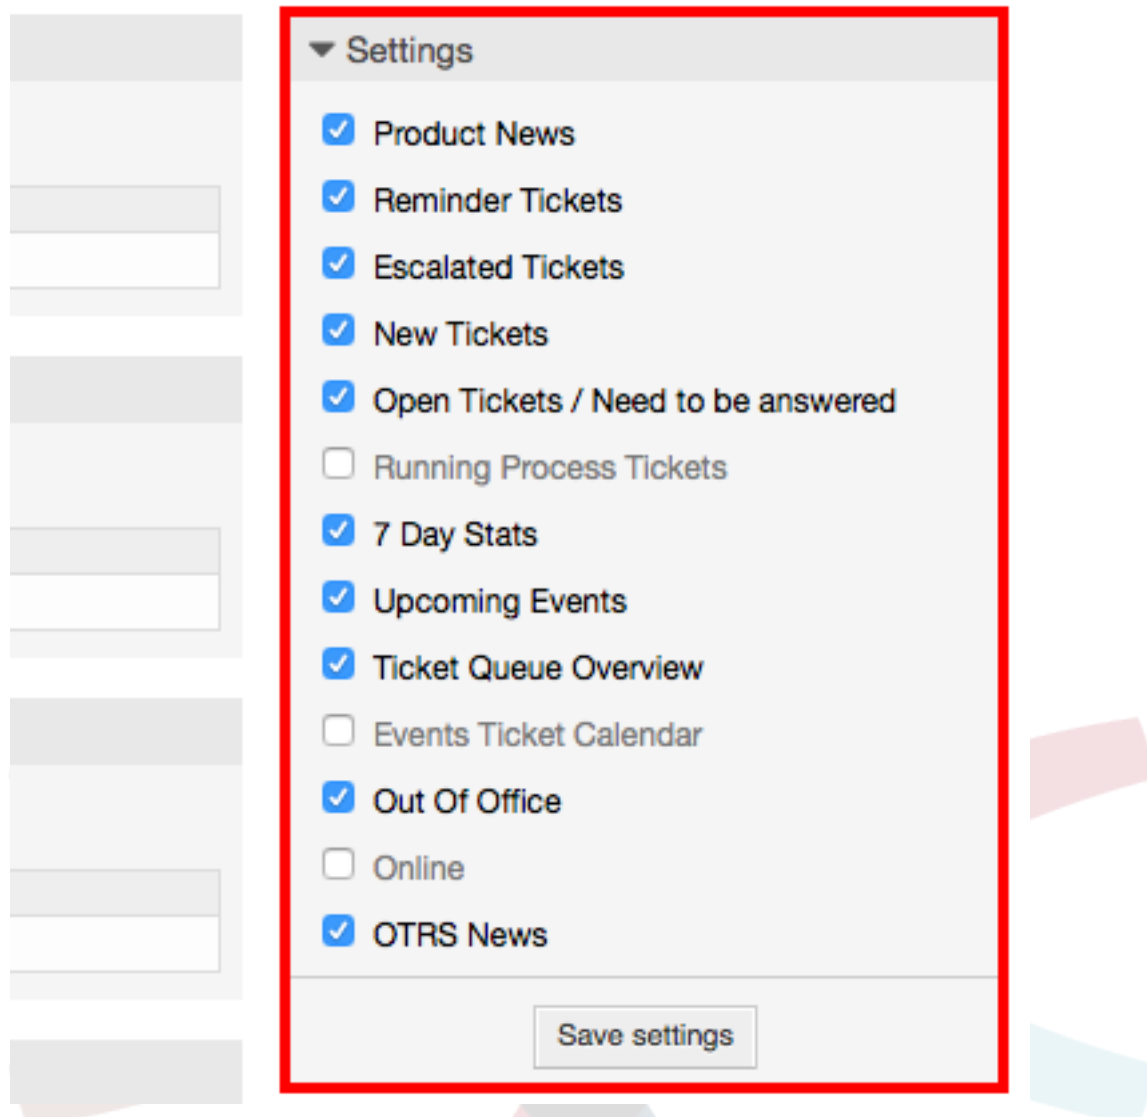 Settings
Product News
Reminder Tickets
Escalated Tickets
New Tickets
Open Tickets / Need to be answered
Running Process Tickets
7 Day Stats
Upcoming Events
Ticket Queue Overview
Events Ticket Calendar
Out Of Office
Online
OTRS News
Save settings